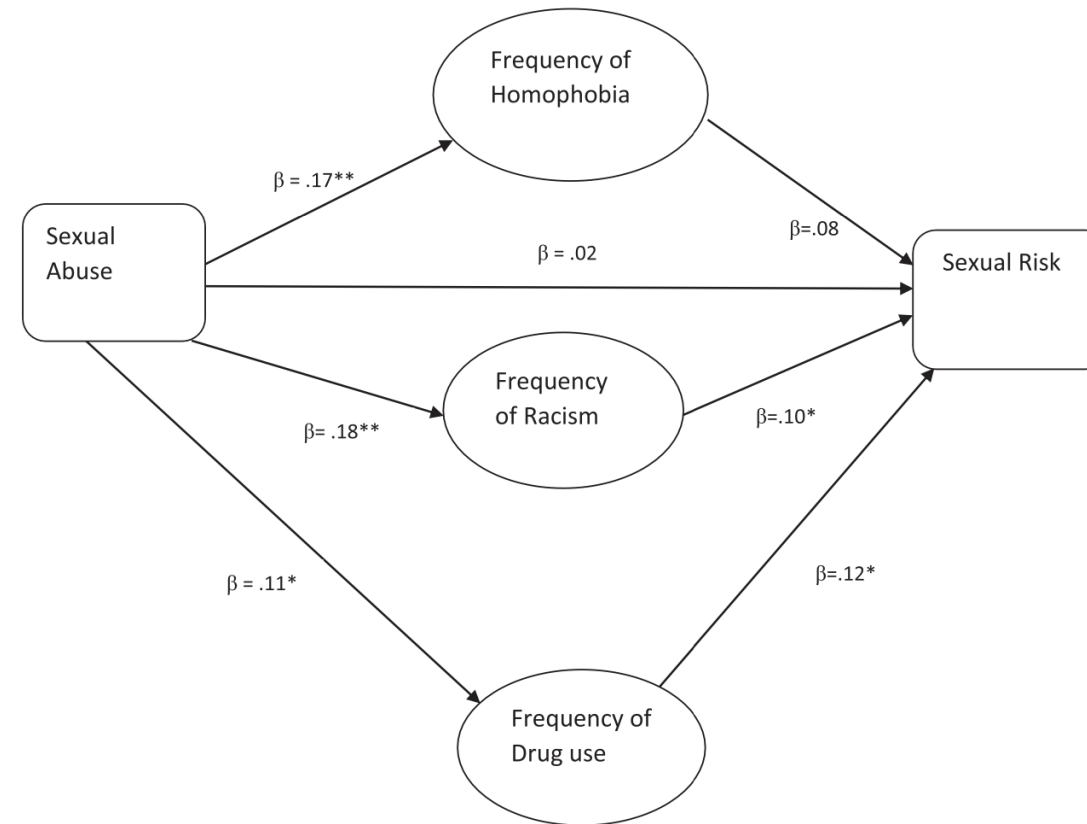 Frequency of
Homophobia
β = .17**
β=.08
Sexual
Abuse
β = .02
Sexual Risk
Frequency
of Racism
β= .18**
β=.10*
β = .11*
β=.12*
Frequency of
Drug use